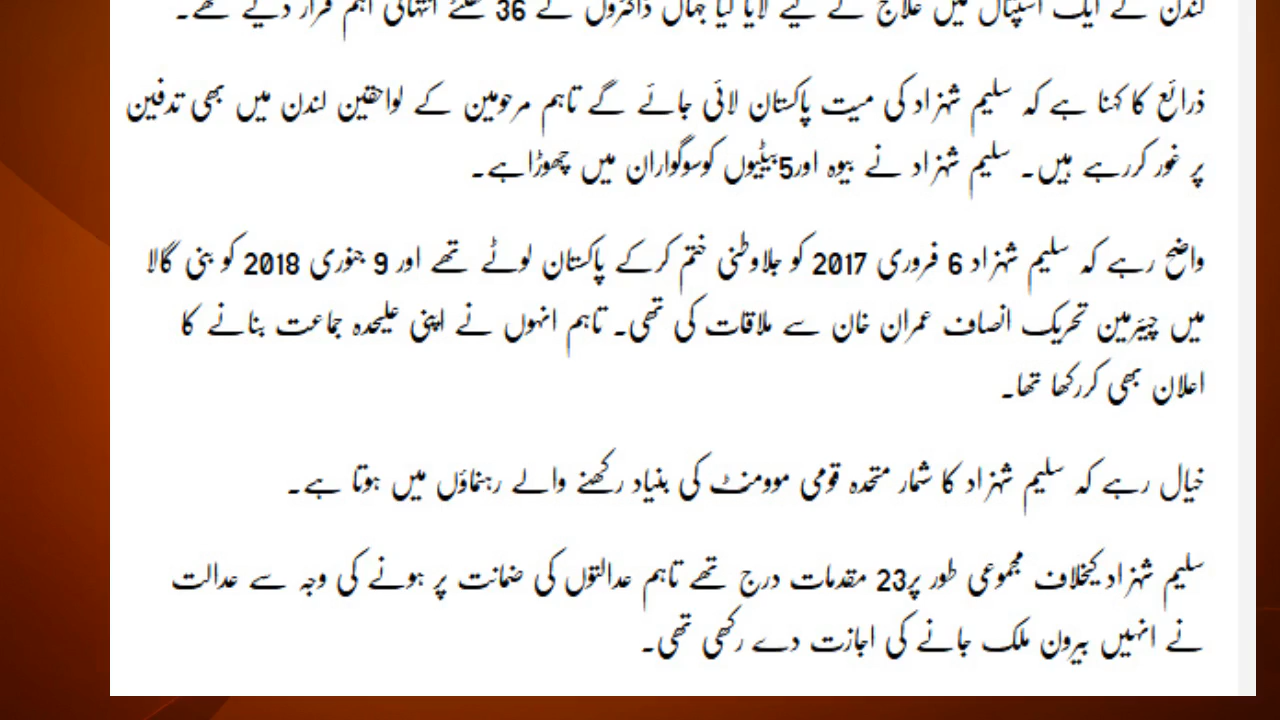 لندن کے ایک اسپتال میں علاج کے لیے لایا گیا جہاں ڈاکٹروں نے 36 گھنٹے انتہائی اہم قرار دیے تھے۔
ذرائع کا کہنا ہے کہ سلیم شہزاد کی میت پاکستان لائی جائے گے تاہم مرحومین کے لواحقین لندن میں بھی تدفین
پر غور کررہے ہیں۔ سلیم شہزاد نے بیوہ اور5بیٹیوں کوسوگواران میں چھوڑاہے۔
واضح رہے کہ سلیم شہزاد 6 فروری 2017 کو جلاوطنی ختم کرکے پاکستان لوٹے تھے اور 9 جنوری 2018 کو بنی گالا
میں چیئرمین تحریک انصاف عمران خان سے ملاقات کی تھی۔ تاہم انہوں نے اپنی علیحدہ جماعت بنانے کا
اعلان بھی کررکھا تھا۔
خیال رہے کہ سلیم شہزاد کا شمار متحدہ قومی موومنٹ کی بنیاد رکھنے والے رہنماؤں میں ہوتا ہے۔
سلیم شہزاد کیخلاف مجموعی طور پر23 مقدمات درج تھے تاہم عدالتوں کی ضمانت پر ہونے کی وجہ سے عدالت
نے انہیں بیرون ملک جانے کی اجازت دے رکھی تھی۔